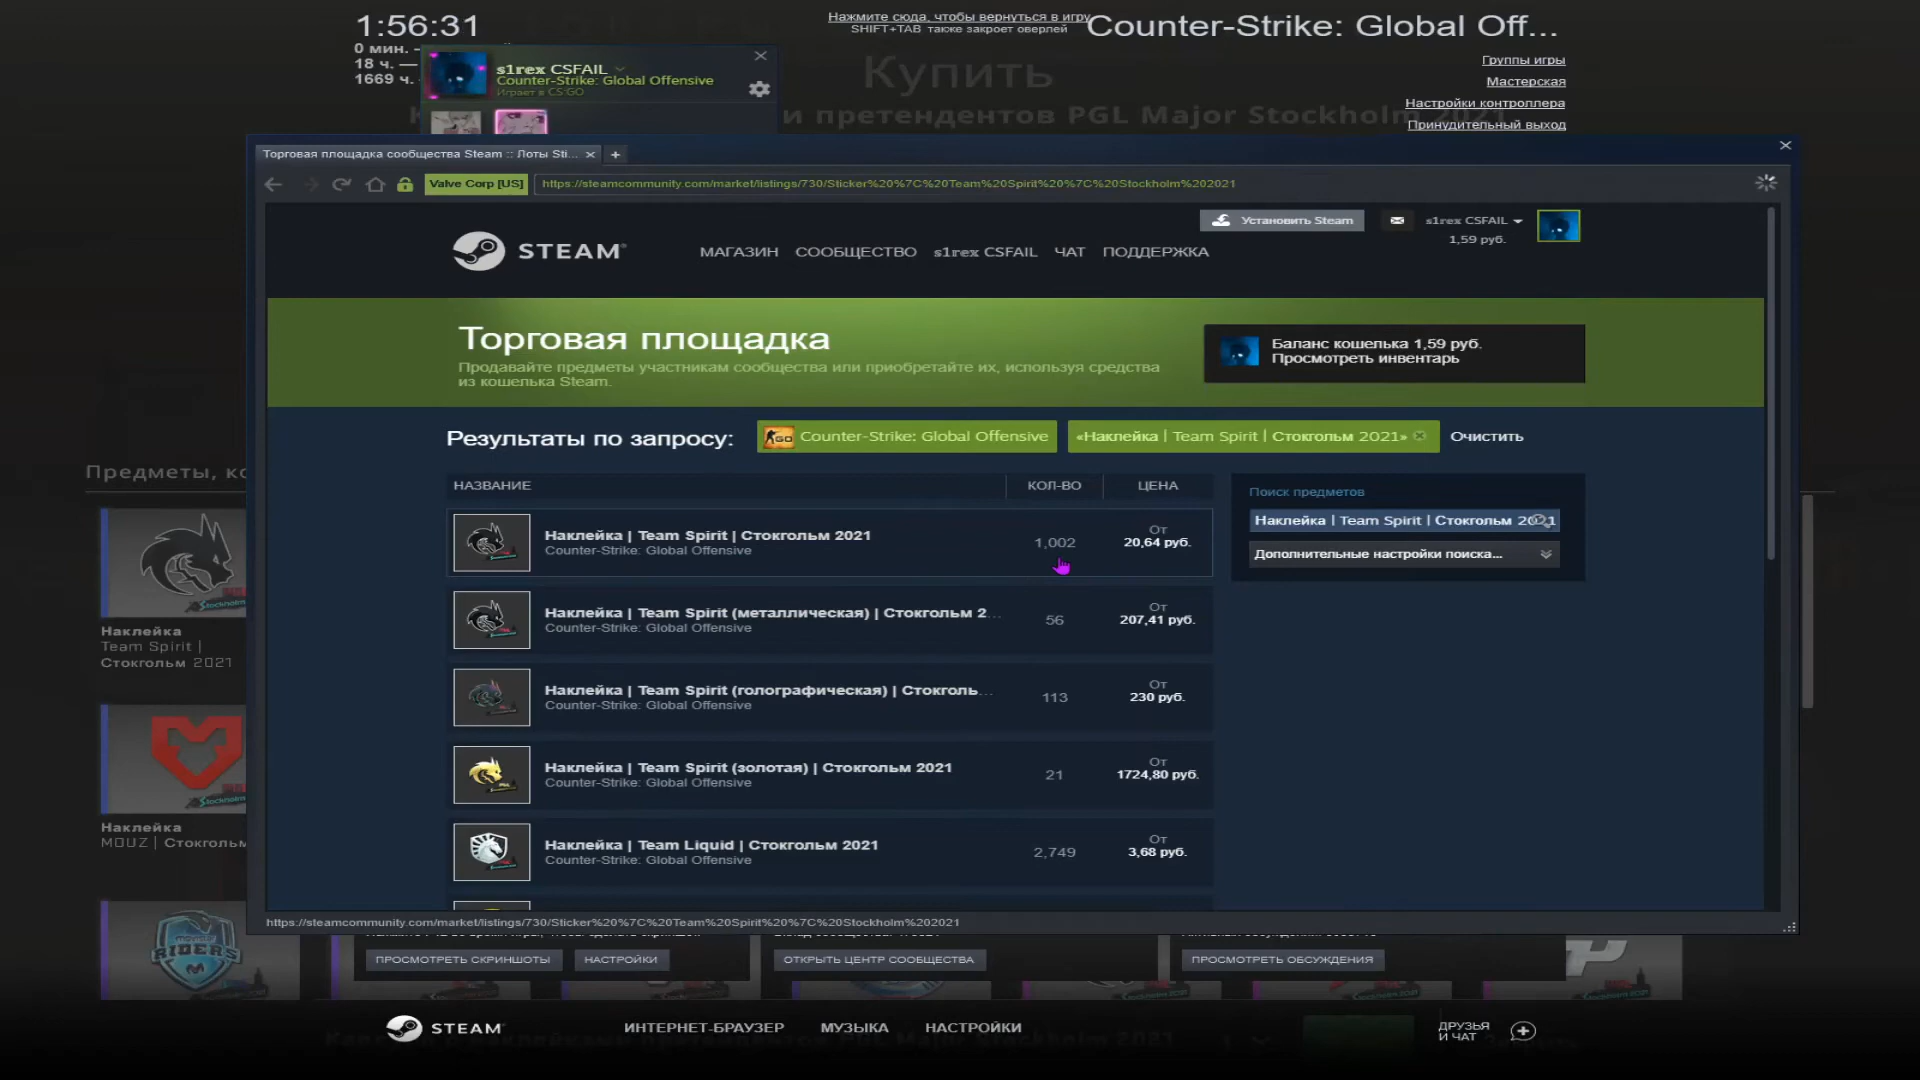 1:56:31
0 мин. —
18 ч. —
1669 ч.
Нажмите сюда, чтобы вернуться в игру
SHIFT+TAB также закроет оверлей
Counter-Strike: Global Off...
Группы игры
Мастерская
Настройки контроллера
Принудительный выход
s1rex CSFAIL
Counter-Strike: Global Offensive
Играет в CS:GO
Купить
и претендентов PGL Major Stockholm 2021
Торговая площадка сообщества Steam :: Лоты Sti...
Valve Corp [US]
https://steamcommunity.com/market/listings/730/Sticker%20%7C%20Team%20Spirit%20%7C%20Stockholm%202021
Установить Steam
s1rex CSFAIL
1,59 руб.
STEAM
МАГАЗИН СООБЩЕСТВО s1rex CSFAIL ЧАТ ПОДДЕРЖКА
Торговая площадка
Продавайте предметы участникам сообщества или приобретайте их, используя средства
из кошелька Steam.
Баланс кошелька 1,59 руб.
Просмотреть инвентарь
Результаты по запросу:
Counter-Strike: Global Offensive
«Наклейка | Team Spirit | Стокгольм 2021»
Очистить
НАЗВАНИЕ КОЛ-ВО ЦЕНА
Наклейка | Team Spirit | Стокгольм 2021
Counter-Strike: Global Offensive
1,002
От
20,64 руб.
Наклейка | Team Spirit (металлическая) | Стокгольм 2...
Counter-Strike: Global Offensive
56
От
207,41 руб.
Наклейка | Team Spirit (голографическая) | Стокголь...
Counter-Strike: Global Offensive
113
От
230 руб.
Наклейка | Team Spirit (золотая) | Стокгольм 2021
Counter-Strike: Global Offensive
21
От
1724,80 руб.
Наклейка | Team Liquid | Стокгольм 2021
Counter-Strike: Global Offensive
2,749
От
3,68 руб.
Поиск предметов
Наклейка | Team Spirit | Стокгольм 2021
Дополнительные настройки поиска...
https://steamcommunity.com/market/listings/730/Sticker%20%7C%20Team%20Spirit%20%7C%20Stockholm%202021
Предметы, ко
Наклейка
Team Spirit |
Стокгольм 2021
Наклейка
MOUZ | Стокгольм
RIDERS
ПРОСМОТРЕТЬ СКРИНШОТЫ
НАСТРОЙКИ
ОТКРЫТЬ ЦЕНТР СООБЩЕСТВА
ПРОСМОТРЕТЬ ОБСУЖДЕНИЯ
STEAM
ИНТЕРНЕТ-БРАУЗЕР МУЗЫКА НАСТРОЙКИ
ДРУЗЬЯ
И ЧАТ